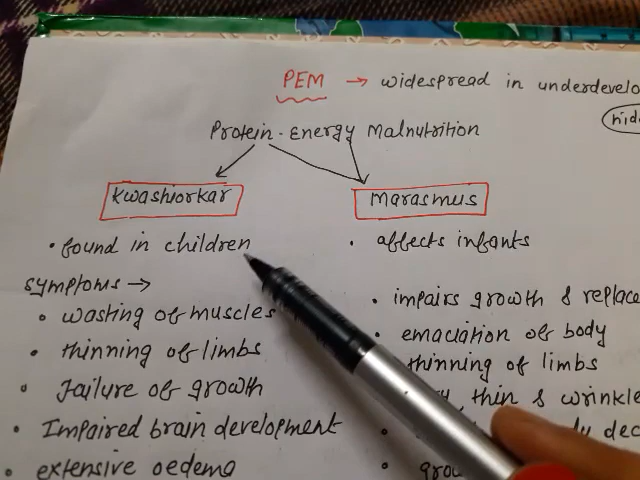 PEM → widespread in underdevelo
Protein-Energy Malnutrition
Kwashiorkar
Marasmus
• found in children
• affects infants
symptoms →
• wasting of muscles
• thinning of limbs
• Failure of growth
• Impaired brain development
• extensive oedema
• impairs growth & replace
• emaciation of body
thinning of limbs
thin & wrinkle